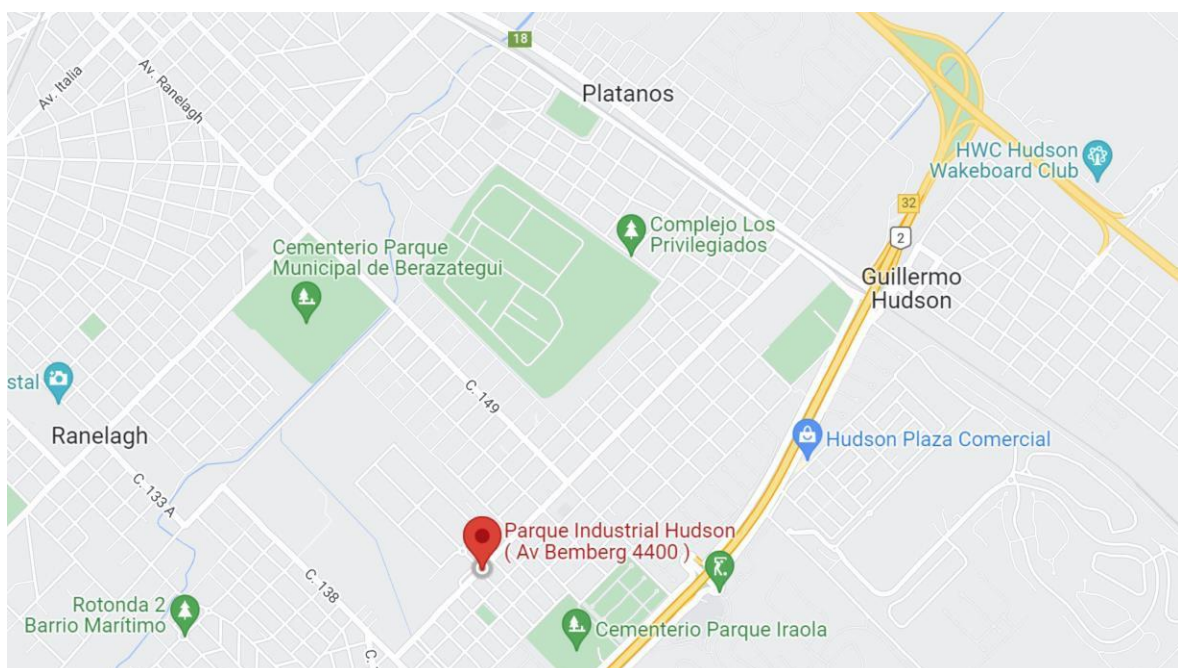 18
Av. Italia
Av. Ranelagh
Platanos
HWC Hudson
Wakeboard Club
32
2
Complejo Los
Privilegiados
Cementerio Parque
Municipal de Berazategui
Guillermo
Hudson
stal
C. 149
Ranelagh
Hudson Plaza Comercial
C. 133 A
Parque Industrial Hudson
( Av Bemberg 4400 )
C. 138
Rotonda 2
Barrio Marítimo
Cementerio Parque Iraola
C.